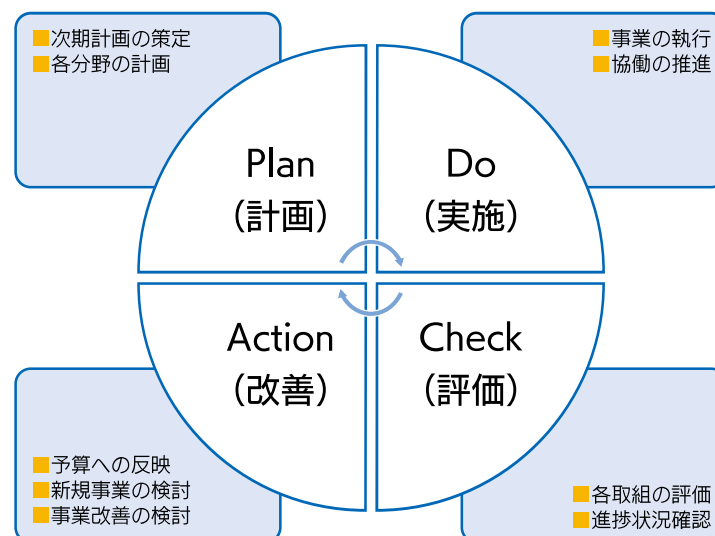 ■次期計画の策定
■各分野の計画
■事業の執行
■協働の推進
Plan
（計画）
Do
（実施）
Action
（改善）
Check
（評価）
■予算への反映
■新規事業の検討
■事業改善の検討
■各取組の評価
■進捗状況確認